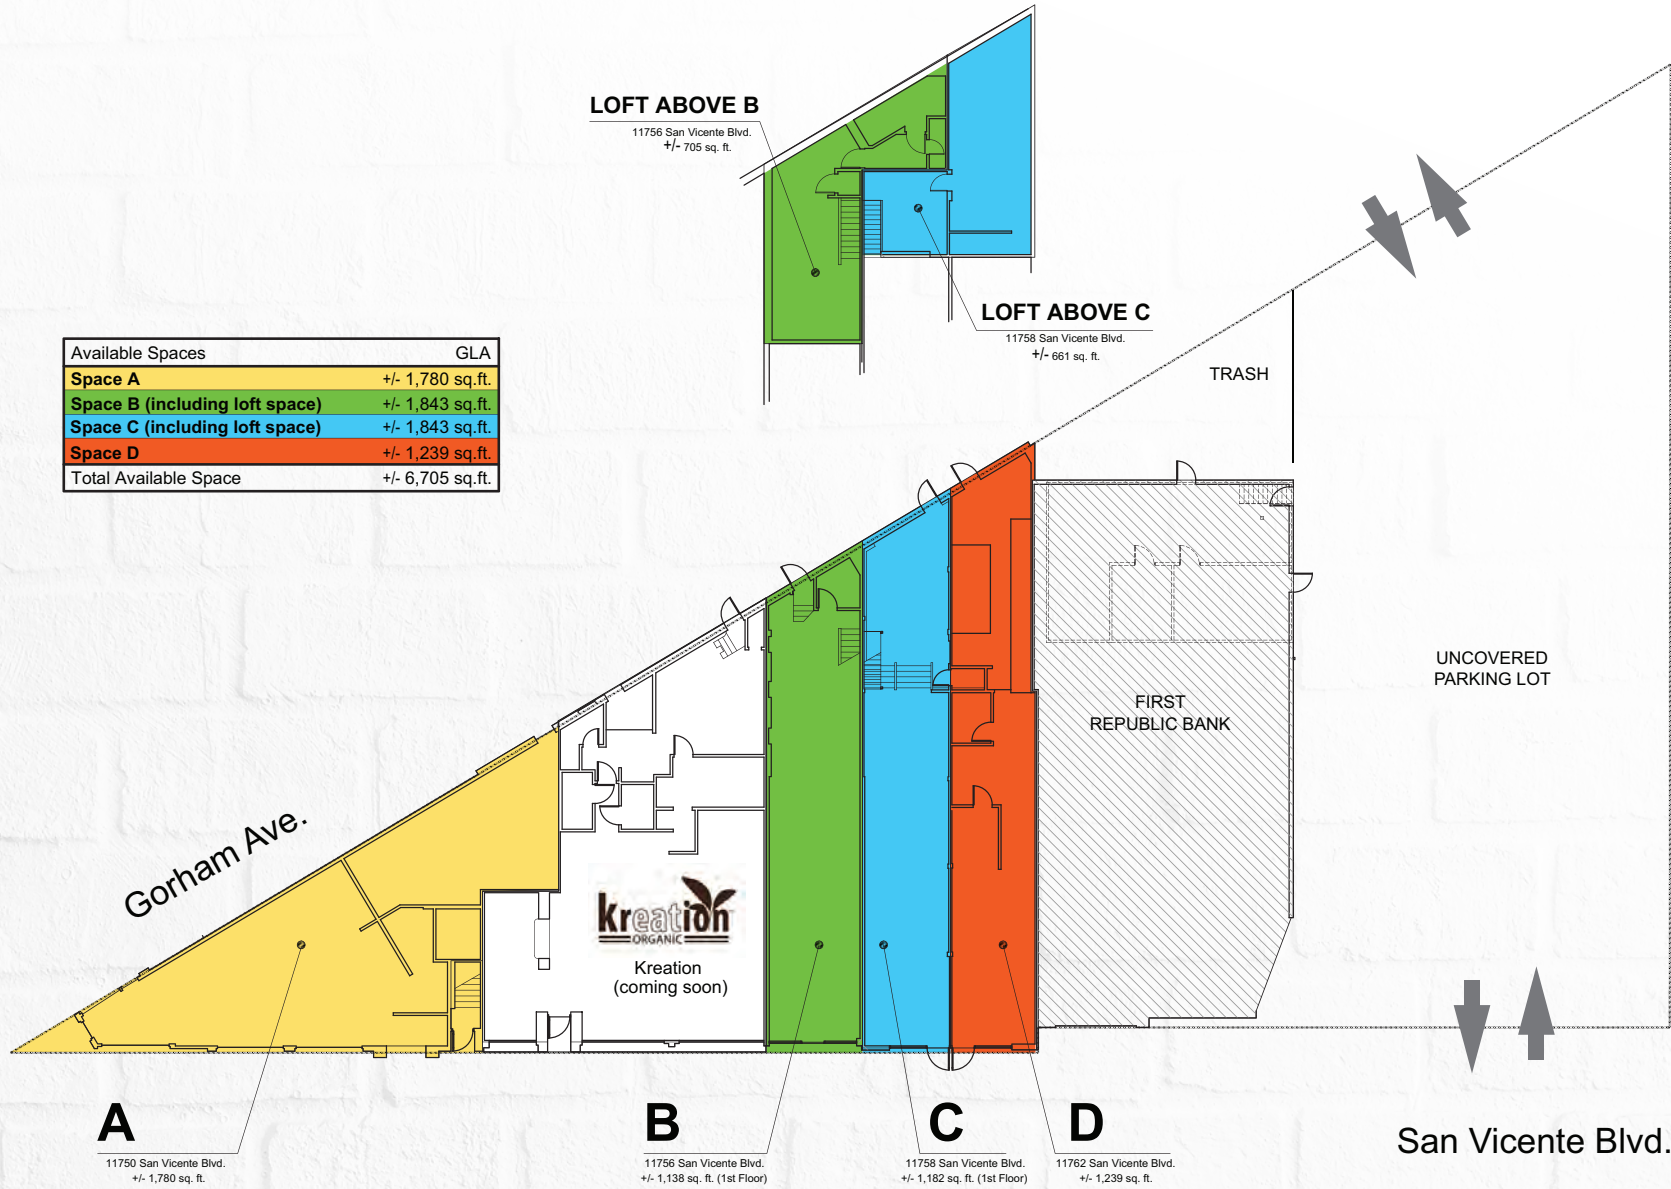 LOFT ABOVE B
11756 San Vicente Blvd.
+/- 705 sq. ft.
LOFT ABOVE C
11758 San Vicente Blvd.
+/- 661 sq. ft.
TRASH
Available Spaces GLA
Space A +/- 1,780 sq.ft.
Space B (including loft space) +/- 1,843 sq.ft.
Space C (including loft space) +/- 1,843 sq.ft.
Space D +/- 1,239 sq.ft.
Total Available Space +/- 6,705 sq.ft.
UNCOVERED
PARKING LOT
FIRST
REPUBLIC BANK
Gorham Ave.
kreation
ORGANIC
Kreation
(coming soon)
A
11750 San Vicente Blvd.
+/- 1,780 sq. ft.
B
11756 San Vicente Blvd.
+/- 1,138 sq. ft. (1st Floor)
C
11758 San Vicente Blvd.
+/- 1,182 sq. ft. (1st Floor)
D
11762 San Vicente Blvd.
+/- 1,239 sq. ft.
San Vicente Blvd.